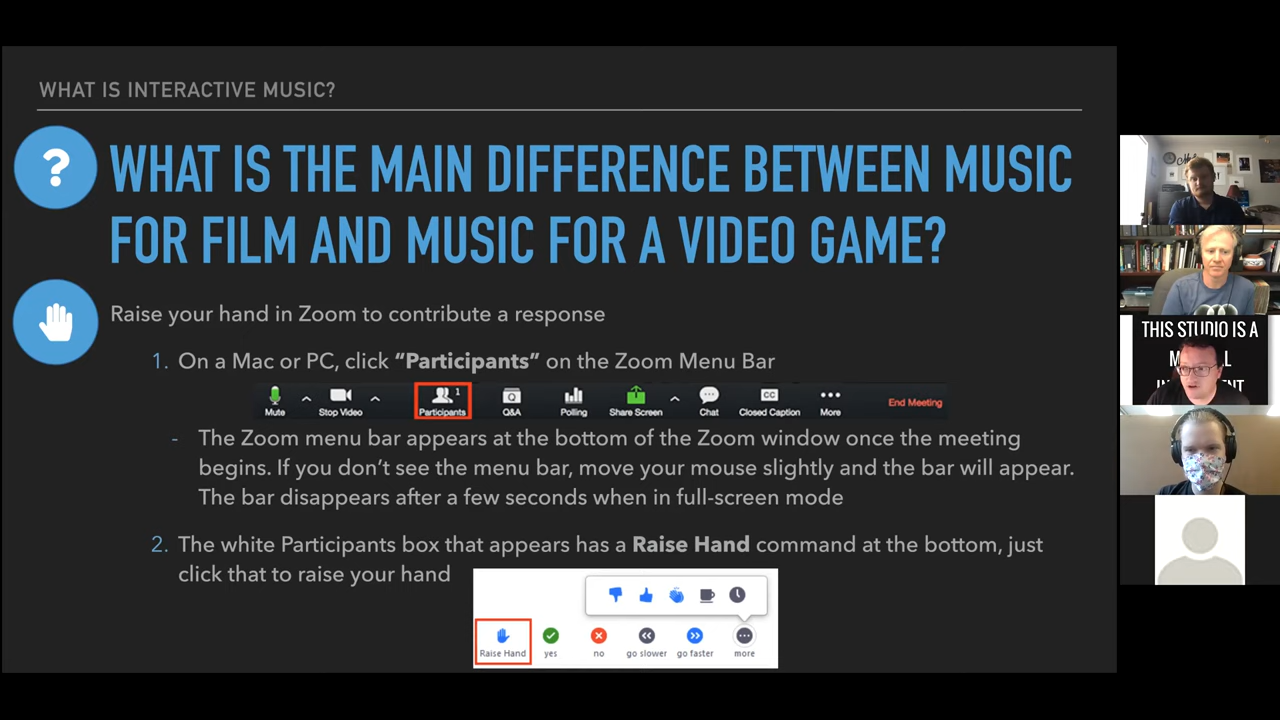 WHAT IS INTERACTIVE MUSIC?
?
WHAT IS THE MAIN DIFFERENCE BETWEEN MUSIC
FOR FILM AND MUSIC FOR A VIDEO GAME?
Raise your hand in Zoom to contribute a response
1. On a Mac or PC, click “Participants” on the Zoom Menu Bar
1
Mute Stop Video Participants Q&A Polling Share Screen Chat Closed Caption More End Meeting
- The Zoom menu bar appears at the bottom of the Zoom window once the meeting
begins. If you don’t see the menu bar, move your mouse slightly and the bar will appear.
The bar disappears after a few seconds when in full-screen mode
2. The white Participants box that appears has a Raise Hand command at the bottom, just
click that to raise your hand
Raise Hand yes no go slower go faster more
THIS STUDIO IS A